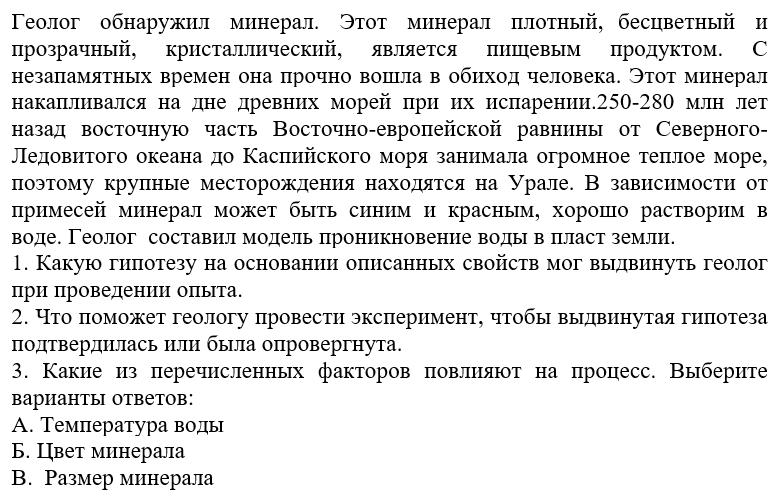 Геолог обнаружил минерал. Этот минерал плотный, бесцветный и
прозрачный, кристаллический, является пищевым продуктом. С
незапамятных времен она прочно вошла в обиход человека. Этот минерал
накапливался на дне древних морей при их испарении.250-280 млн лет
назад восточную часть Восточно-европейской равнины от Северного-
Ледовитого океана до Каспийского моря занимала огромное теплое море,
поэтому крупные месторождения находятся на Урале. В зависимости от
примесей минерал может быть синим и красным, хорошо растворим в
воде. Геолог составил модель проникновение воды в пласт земли.
1. Какую гипотезу на основании описанных свойств мог выдвинуть геолог
при проведении опыта.
2. Что поможет геологу провести эксперимент, чтобы выдвинутая гипотеза
подтвердилась или была опровергнута.
3. Какие из перечисленных факторов повлияют на процесс. Выберите
варианты ответов:
А. Температура воды
Б. Цвет минерала
В. Размер минерала